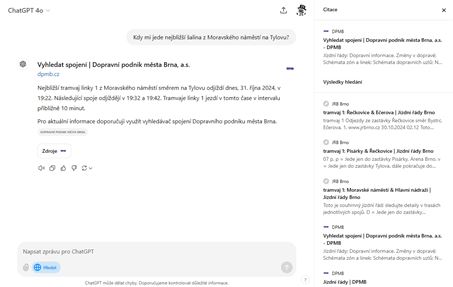 ChatGPT 4o
Kdy mi jede nejbližší šalina z Moravského náměstí na Tylovu?
Vyhledat spojení | Dopravní podnik města Brna, a.s.
dpmb.cz
Nejbližší tramvaj linky 1 z Moravského náměstí směrem na Tylovu odjíždí dnes, 31. října 2024, v
19:22. Následující spoje odjíždějí v 19:32 a 19:42. Tramvaje linky 1 jezdí v tomto čase v intervalu
přibližně 10 minut.
Pro aktuální informace doporučuji využít vyhledávač spojení Dopravního podniku města Brna.
DOPRAVNÍ PODNIK MĚSTA BRNA
Zdroje
Napsat zprávu pro ChatGPT
Hledat
ChatGPT může dělat chyby. Doporučujeme kontrolovat důležité informace.
?
Citace
DPMB
Vyhledat spojení | Dopravní podnik města Brna, a.s.
- DPMB
Jízdní řády: Dopravní informace. Změny v dopravě.
Schémata zón a linek: Schémata dopravních uzlů: N...
Výsledky hledání
JŘB Brno
tramvaj 1: Řečkovice & Ečerova | Jízdní řády Brno
tramvaj 1 Odjezdy ze zastávky Řečkovice směr Bystrc,
Ečerova. 1. www.jrbrno.cz 30.10.2024 02:12 Toto...
JŘB Brno
tramvaj 1: Pisárky & Řečkovice | Jízdní řády Brno
07 p. p = Jede jen do zastávky Pisárky. Arena Brno. v
= Jede jen do zastávky Tylova, dále pokračuje do...
JŘB Brno
tramvaj 1: Moravské náměstí & Hlavní nádraží |
Jízdní řády Brno
Toto je souhrnný jízdní řád. sledujte detaily v trasách
jednotlivých spojů. D = Jede jen do zastávky...
DPMB
Vyhledat spojení | Dopravní podnik města Brna, a.s.
- DPMB
Jízdní řády: Dopravní informace. Změny v dopravě.
Schémata zón a linek: Schémata dopravních uzlů: N...
DPMB
Jízdní řády | DPMB